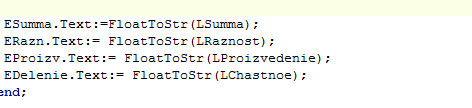 ESumma.Text:=FloatToStr(LSumma);
ERazn.Text:= FloatToStr(LRaznost);
EProizv.Text:= FloatToStr(LProizvedenie);
EDelenie.Text:= FloatToStr(LChastnoe);
end;